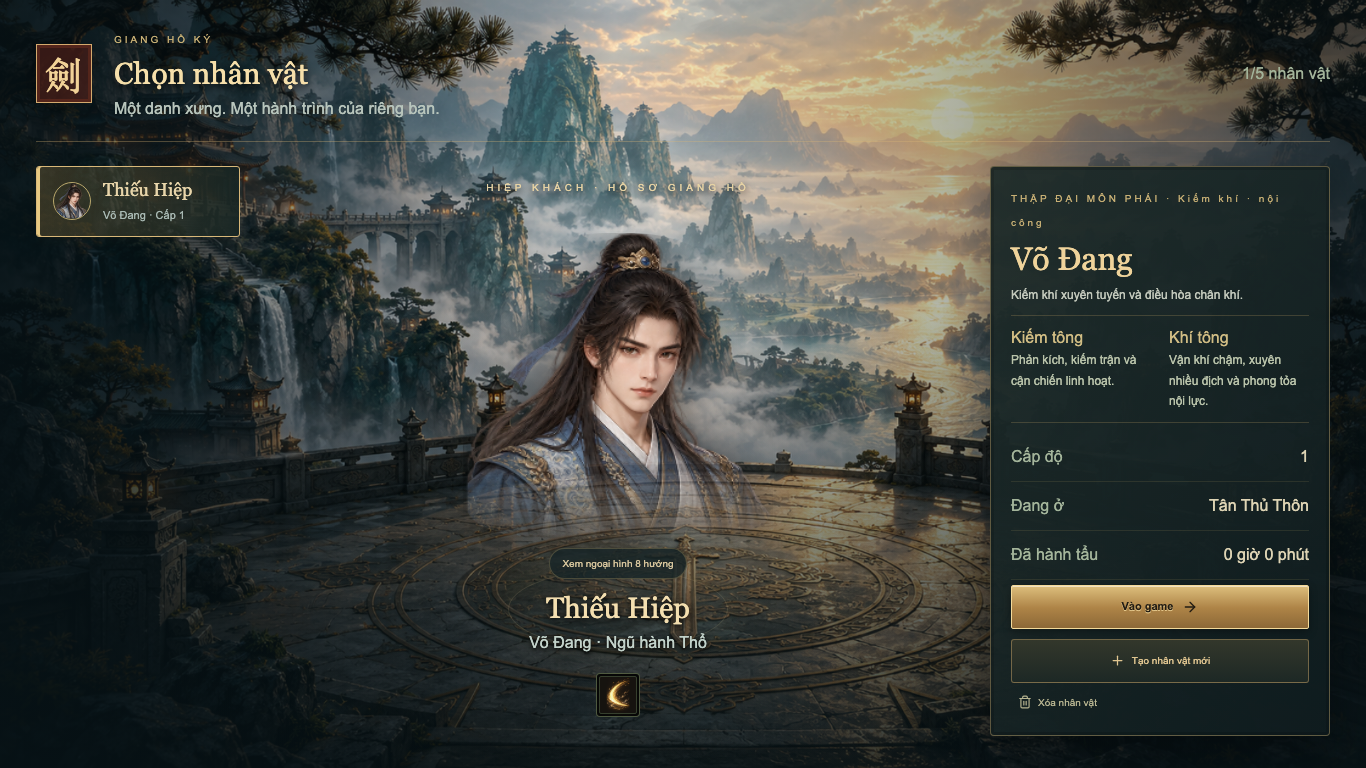 劍
GIANG HỒ KÝ
Chọn nhân vật
Một danh xưng. Một hành trình của riêng bạn.
1/5 nhân vật
Thiếu Hiệp
Võ Đang · Cấp 1
HIỆP KHÁCH · HỒ SƠ GIANG HỒ
Xem ngoại hình 8 hướng
Thiếu Hiệp
Võ Đang · Ngũ hành Thổ
THẬP ĐẠI MÔN PHÁI · Kiếm khí · nội
công
Võ Đang
Kiếm khí xuyên tuyến và điều hòa chân khí.
Kiếm tông
Phản kích, kiếm trận và
cận chiến linh hoạt.
Khí tông
Vận khí chậm, xuyên
nhiều địch và phong tỏa
nội lực.
Cấp độ 1
Đang ở Tân Thủ Thôn
Đã hành tẩu 0 giờ 0 phút
Vào game →
+ Tạo nhân vật mới
Xóa nhân vật